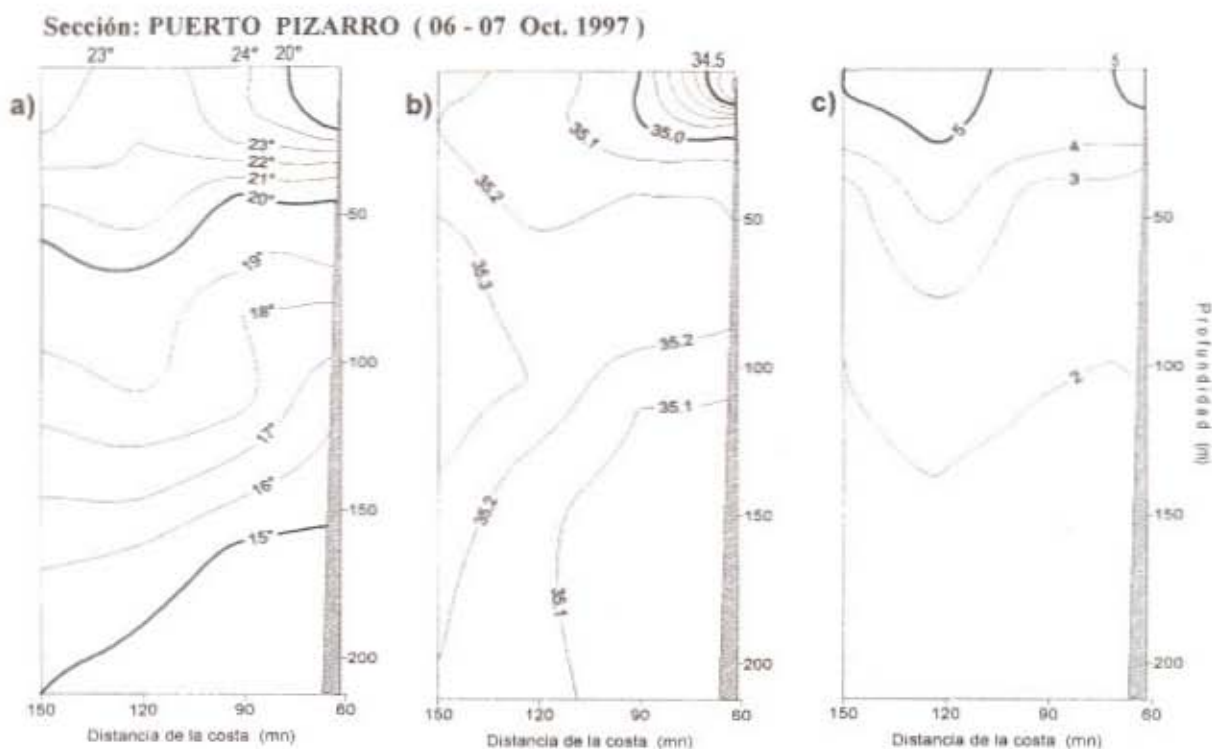 Sección: PUERTO PIZARRO ( 06 - 07 Oct. 1997 )
23° 24° 20°
a)
23°
22°
21°
20°
19°
18°
17°
16°
15°
50
100
150
200
150 120 90 60
Distancia de la costa (mn)
34.5
b)
35.0
35.1
35.2
35.3
35.2
35.1
35.2
35.1
50
100
150
200
150 120 90 60
Distancia de la costa (mn)
5
c)
5
4
3
2
50
100
150
200
Profundidad (m)
150 120 90 60
Distancia de la costa (mn)